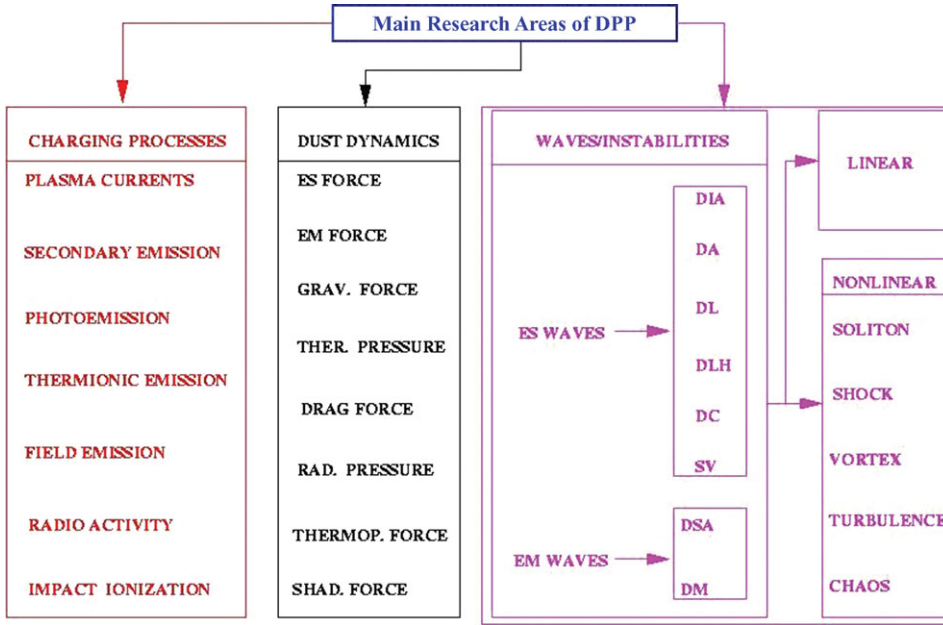 Main Research Areas of DPP
CHARGING PROCESSES
PLASMA CURRENTS
SECONDARY EMISSION
PHOTOEMISSION
THERMIONIC EMISSION
FIELD EMISSION
RADIO ACTIVITY
IMPACT IONIZATION
DUST DYNAMICS
ES FORCE
EM FORCE
GRAV. FORCE
THER. PRESSURE
DRAG FORCE
RAD. PRESSURE
THERMOP. FORCE
SHAD. FORCE
WAVES/INSTABILITIES
ES WAVES
DIA
DA
DL
DLH
DC
SV
EM WAVES
DSA
DM
LINEAR
NONLINEAR
SOLITON
SHOCK
VORTEX
TURBULENCE
CHAOS